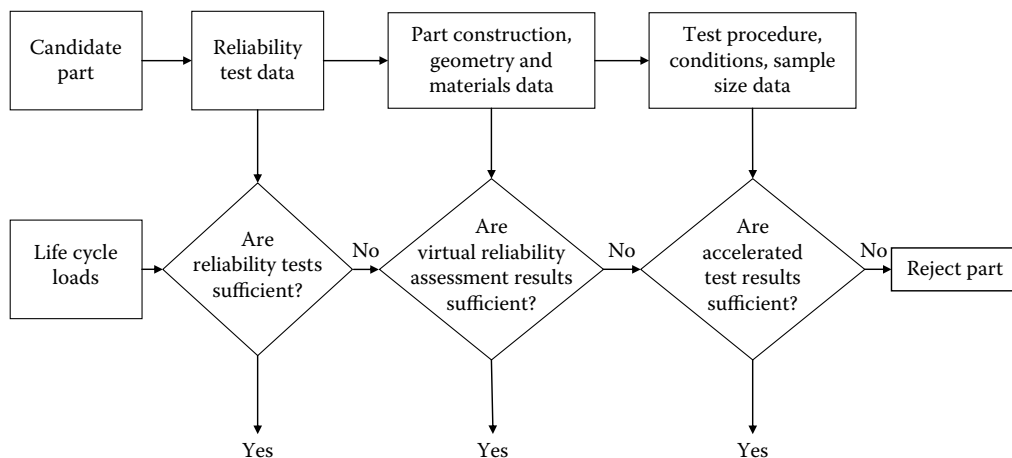 Candidate
part
Reliability
test data
Part construction,
geometry and
materials data
Test procedure,
conditions, sample
size data
Life cycle
loads
Are
reliability tests
sufficient?
No
Are
virtual reliability
assessment results
sufficient?
No
Are
accelerated
test results
sufficient?
No
Reject part
Yes
Yes
Yes